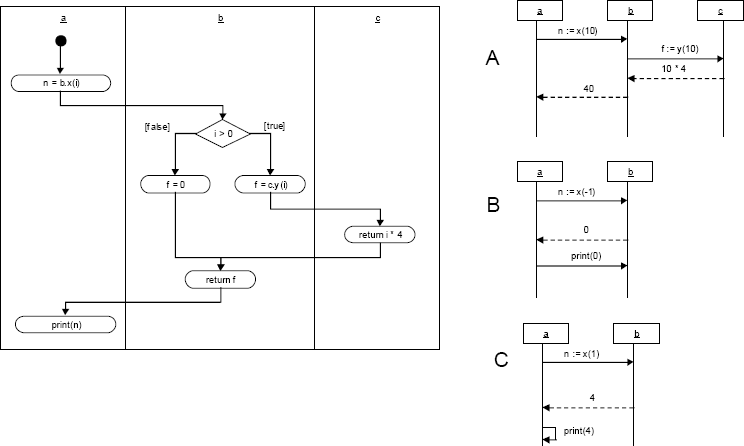 a
b
c
n = b.x(i)
[false]
i > 0
[true]
f = 0
f = c.y(i)
return i * 4
return f
print(n)
A
a
b
c
n := x(10)
f := y(10)
10 * 4
40
B
a
b
n := x(-1)
0
print(0)
C
a
b
n := x(1)
4
print(4)